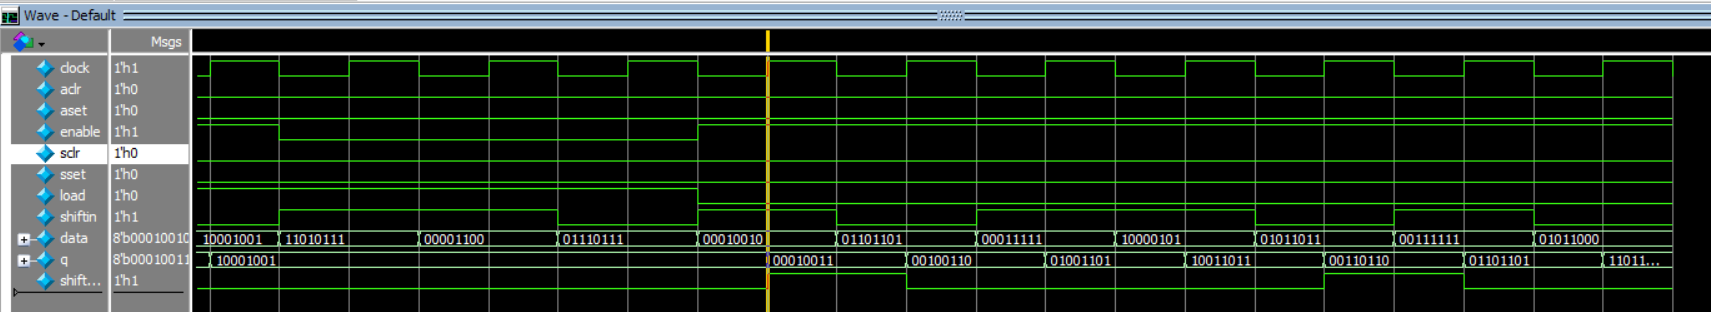 Wave - Default
Msgs
clock 1'h1
aclr 1'h0
aset 1'h0
enable 1'h1
sclr 1'h0
sset 1'h0
load 1'h0
shiftin 1'h1
data 8'b00010010 10001001 11010111 00001100 01110111 00010010 01101101 00011111 10000101 01011011 00111111 01011000
q 8'b00010011 10001001 00010011 00100110 01001101 10011011 00110110 01101101 11011...
shift... 1'h1